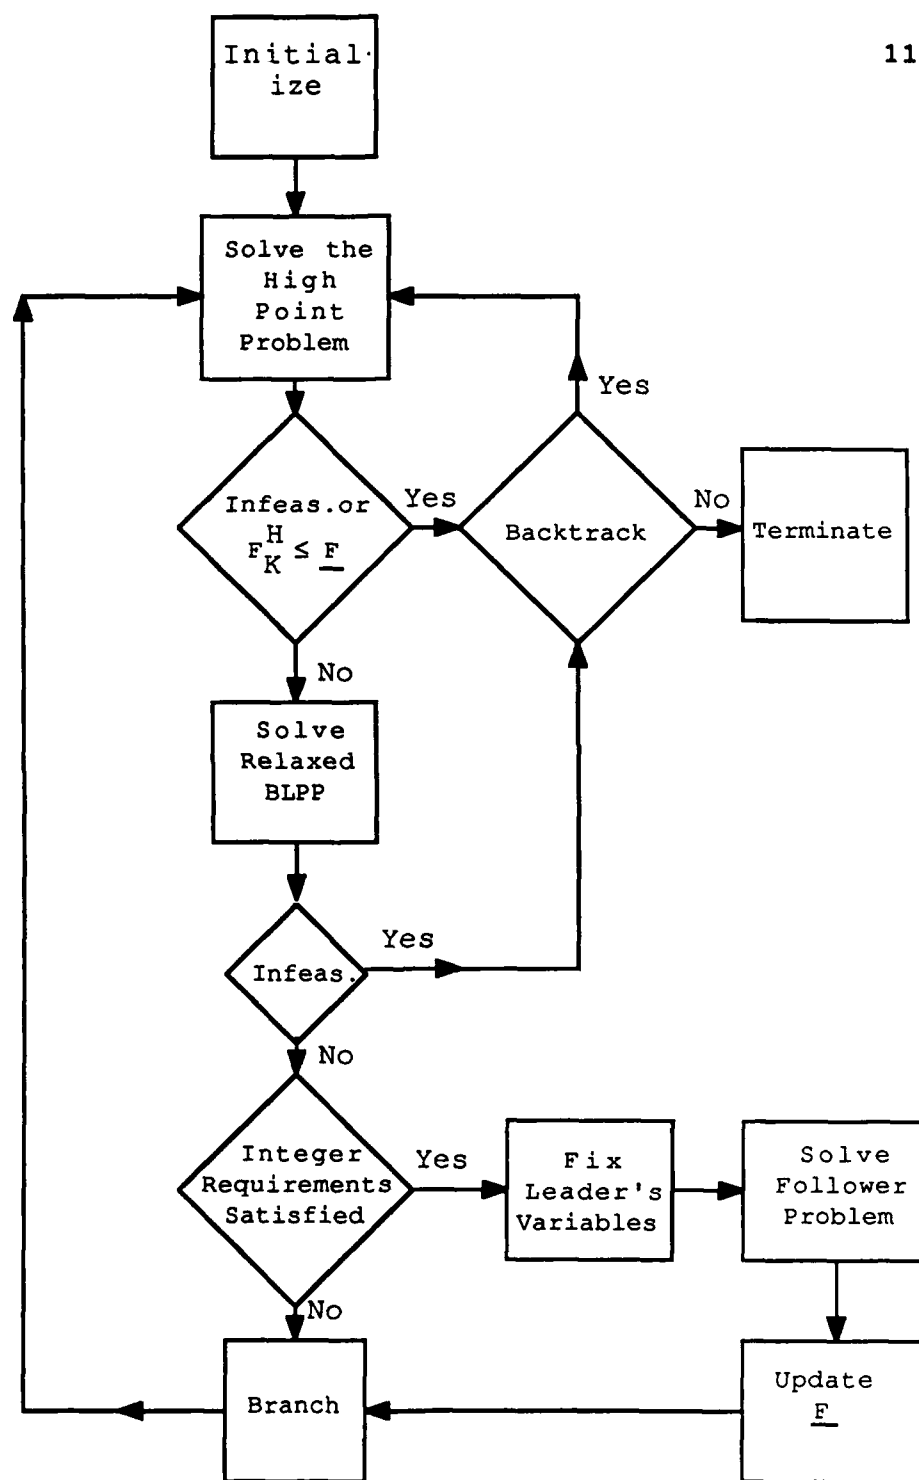 11
Initial-
ize
Solve the
High
Point
Problem
Yes
Infeas.or
F_K^H ≤ F
Yes
Backtrack
No
Terminate
No
Solve
Relaxed
BLPP
Yes
Infeas.
No
Integer
Requirements
Satisfied
Yes
Fix
Leader's
Variables
Solve
Follower
Problem
No
Branch
Update
F